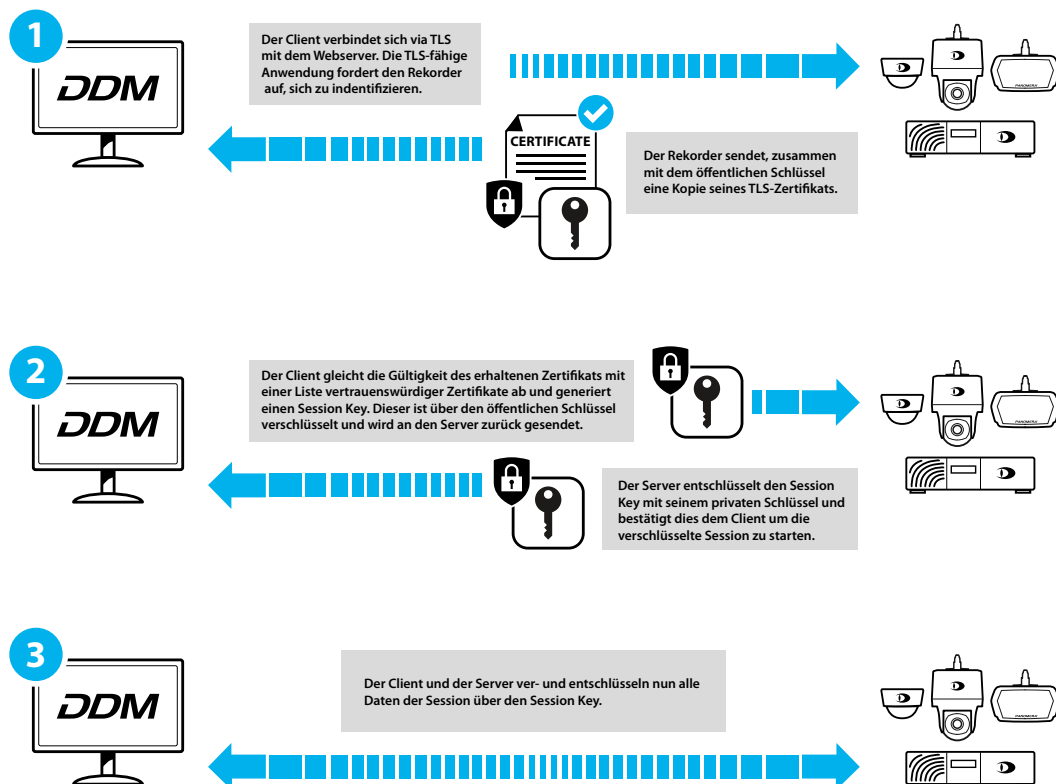 1
DDM
Der Client verbindet sich via TLS
mit dem Webserver. Die TLS-fähige
Anwendung fordert den Rekorder
auf, sich zu indentifizieren.
PANOMERA
CERTIFICATE
Der Rekorder sendet, zusammen
mit dem öffentlichen Schlüssel
eine Kopie seines TLS-Zertifikats.
2
DDM
Der Client gleicht die Gültigkeit des erhaltenen Zertifikats mit
einer Liste vertrauenswürdiger Zertifikate ab und generiert
einen Session Key. Dieser ist über den öffentlichen Schlüssel
verschlüsselt und wird an den Server zurück gesendet.
PANOMERA
Der Server entschlüsselt den Session
Key mit seinem privaten Schlüssel und
bestätigt dies dem Client um die
verschlüsselte Session zu starten.
3
DDM
Der Client und der Server ver- und entschlüsseln nun alle
Daten der Session über den Session Key.
PANOMERA